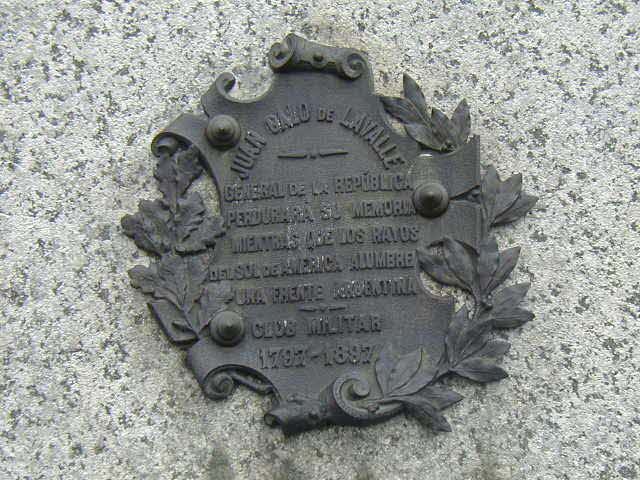 JUAN GALO DE LAVALLE
GENERAL DE LA REPÚBLICA
PERDURARÁ SU MEMORIA
MIENTRAS QUE LOS RAYOS
DEL SOL DE AMÉRICA ALUMBREN
UNA FRENTE ARGENTINA
CLUB MILITAR
1797-1897